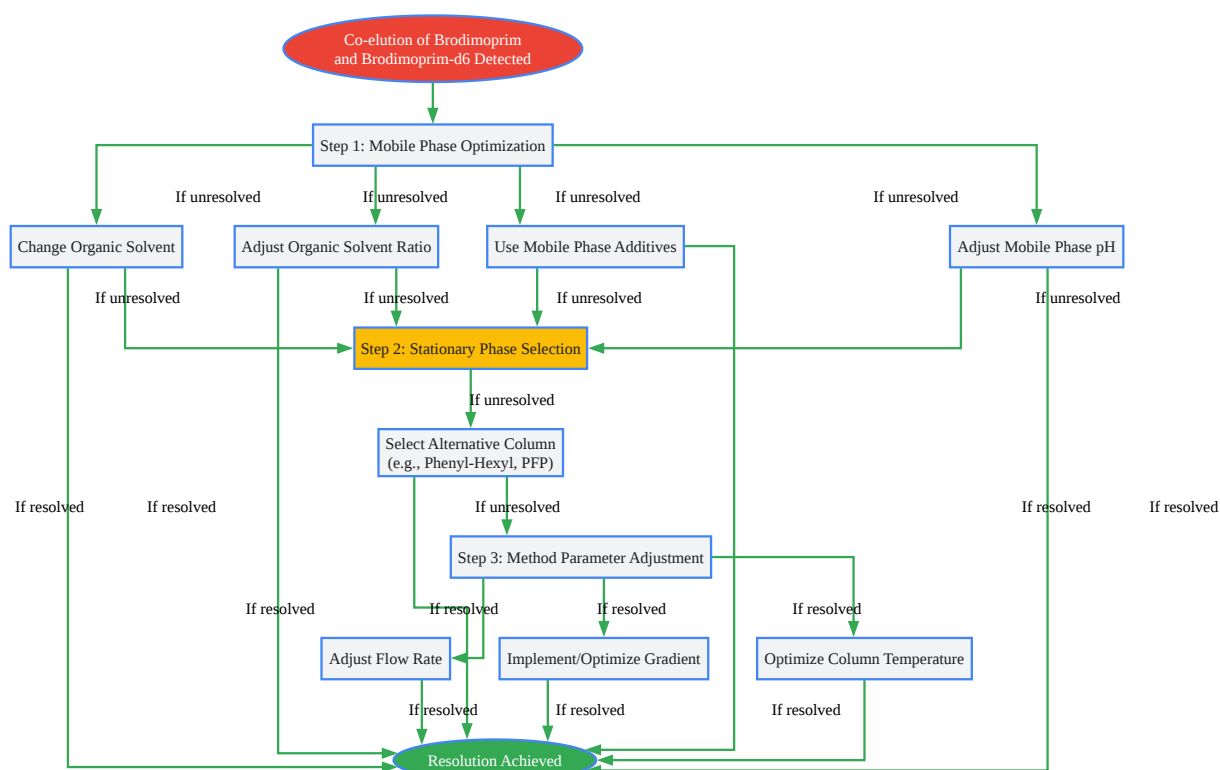 Co-elution of Brodimoprim
and Brodimoprim-d6 Detected
Step 1: Mobile Phase Optimization
If unresolved
If unresolved
If unresolved
If unresolved
Change Organic Solvent
Adjust Organic Solvent Ratio
Use Mobile Phase Additives
Adjust Mobile Phase pH
If unresolved
If unresolved
If unresolved
If unresolved
Step 2: Stationary Phase Selection
If unresolved
Select Alternative Column
(e.g., Phenyl-Hexyl, PFP)
If resolved
If resolved
If unresolved
If resolved
If resolved
Step 3: Method Parameter Adjustment
If resolved
If resolved
If resolved
If resolved
Adjust Flow Rate
Implement/Optimize Gradient
Optimize Column Temperature
If resolved
If resolved
If resolved
Resolution Achieved